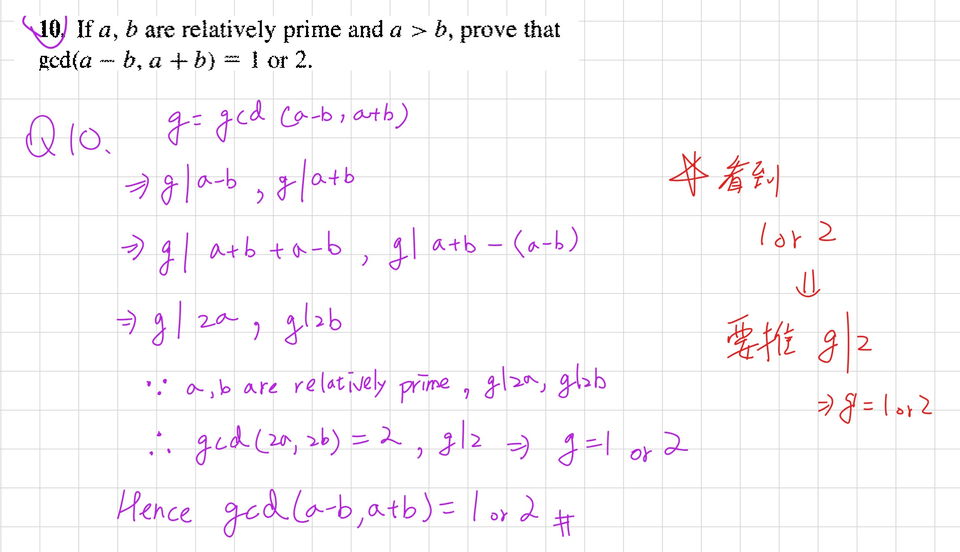 10. If a, b are relatively prime and a > b, prove that
gcd(a − b, a + b) = 1 or 2.
Q10. g = gcd (a-b, a+b)
⇒ g|a-b, g|a+b
⇒ g| a+b+a-b, g| a+b-(a-b)
⇒ g| 2a, g|2b
∵ a,b are relatively prime, g|2a, g|2b
∴ gcd(2a, 2b) = 2, g|2 ⇒ g=1 or 2
Hence gcd(a-b,a+b) = 1 or 2 #
看到
1 or 2
⇓
要推 g|2
⇒ g = 1 or 2